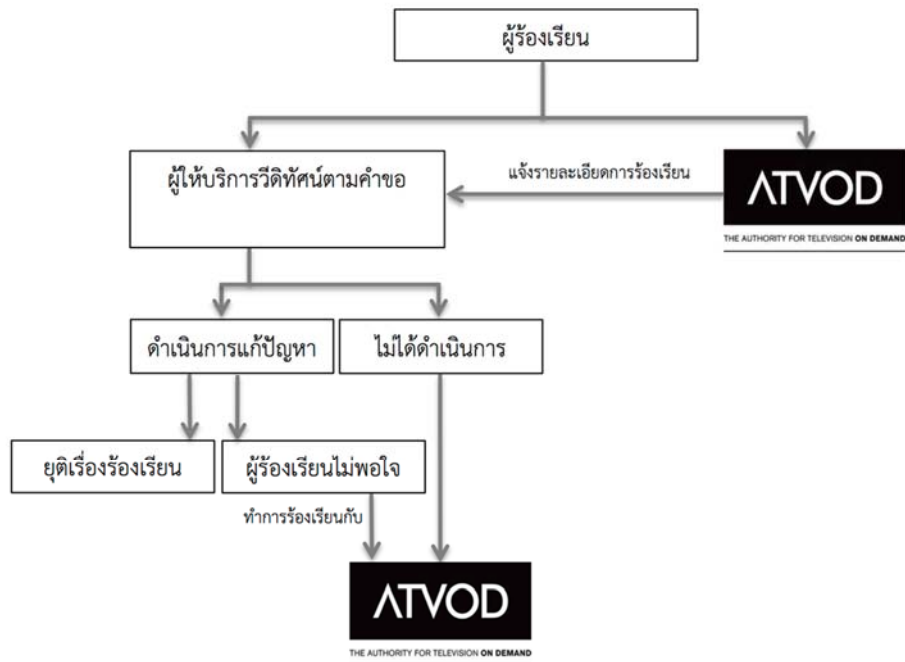 ผู้ร้องเรียน
ผู้ให้บริการวีดิทัศน์ตามคำขอ
แจ้งรายละเอียดการร้องเรียน
ATVOD
THE AUTHORITY FOR TELEVISION ON DEMAND
ดำเนินการแก้ปัญหา
ไม่ได้ดำเนินการ
ยุติเรื่องร้องเรียน
ผู้ร้องเรียนไม่พอใจ
ทำการร้องเรียนกับ
ATVOD
THE AUTHORITY FOR TELEVISION ON DEMAND